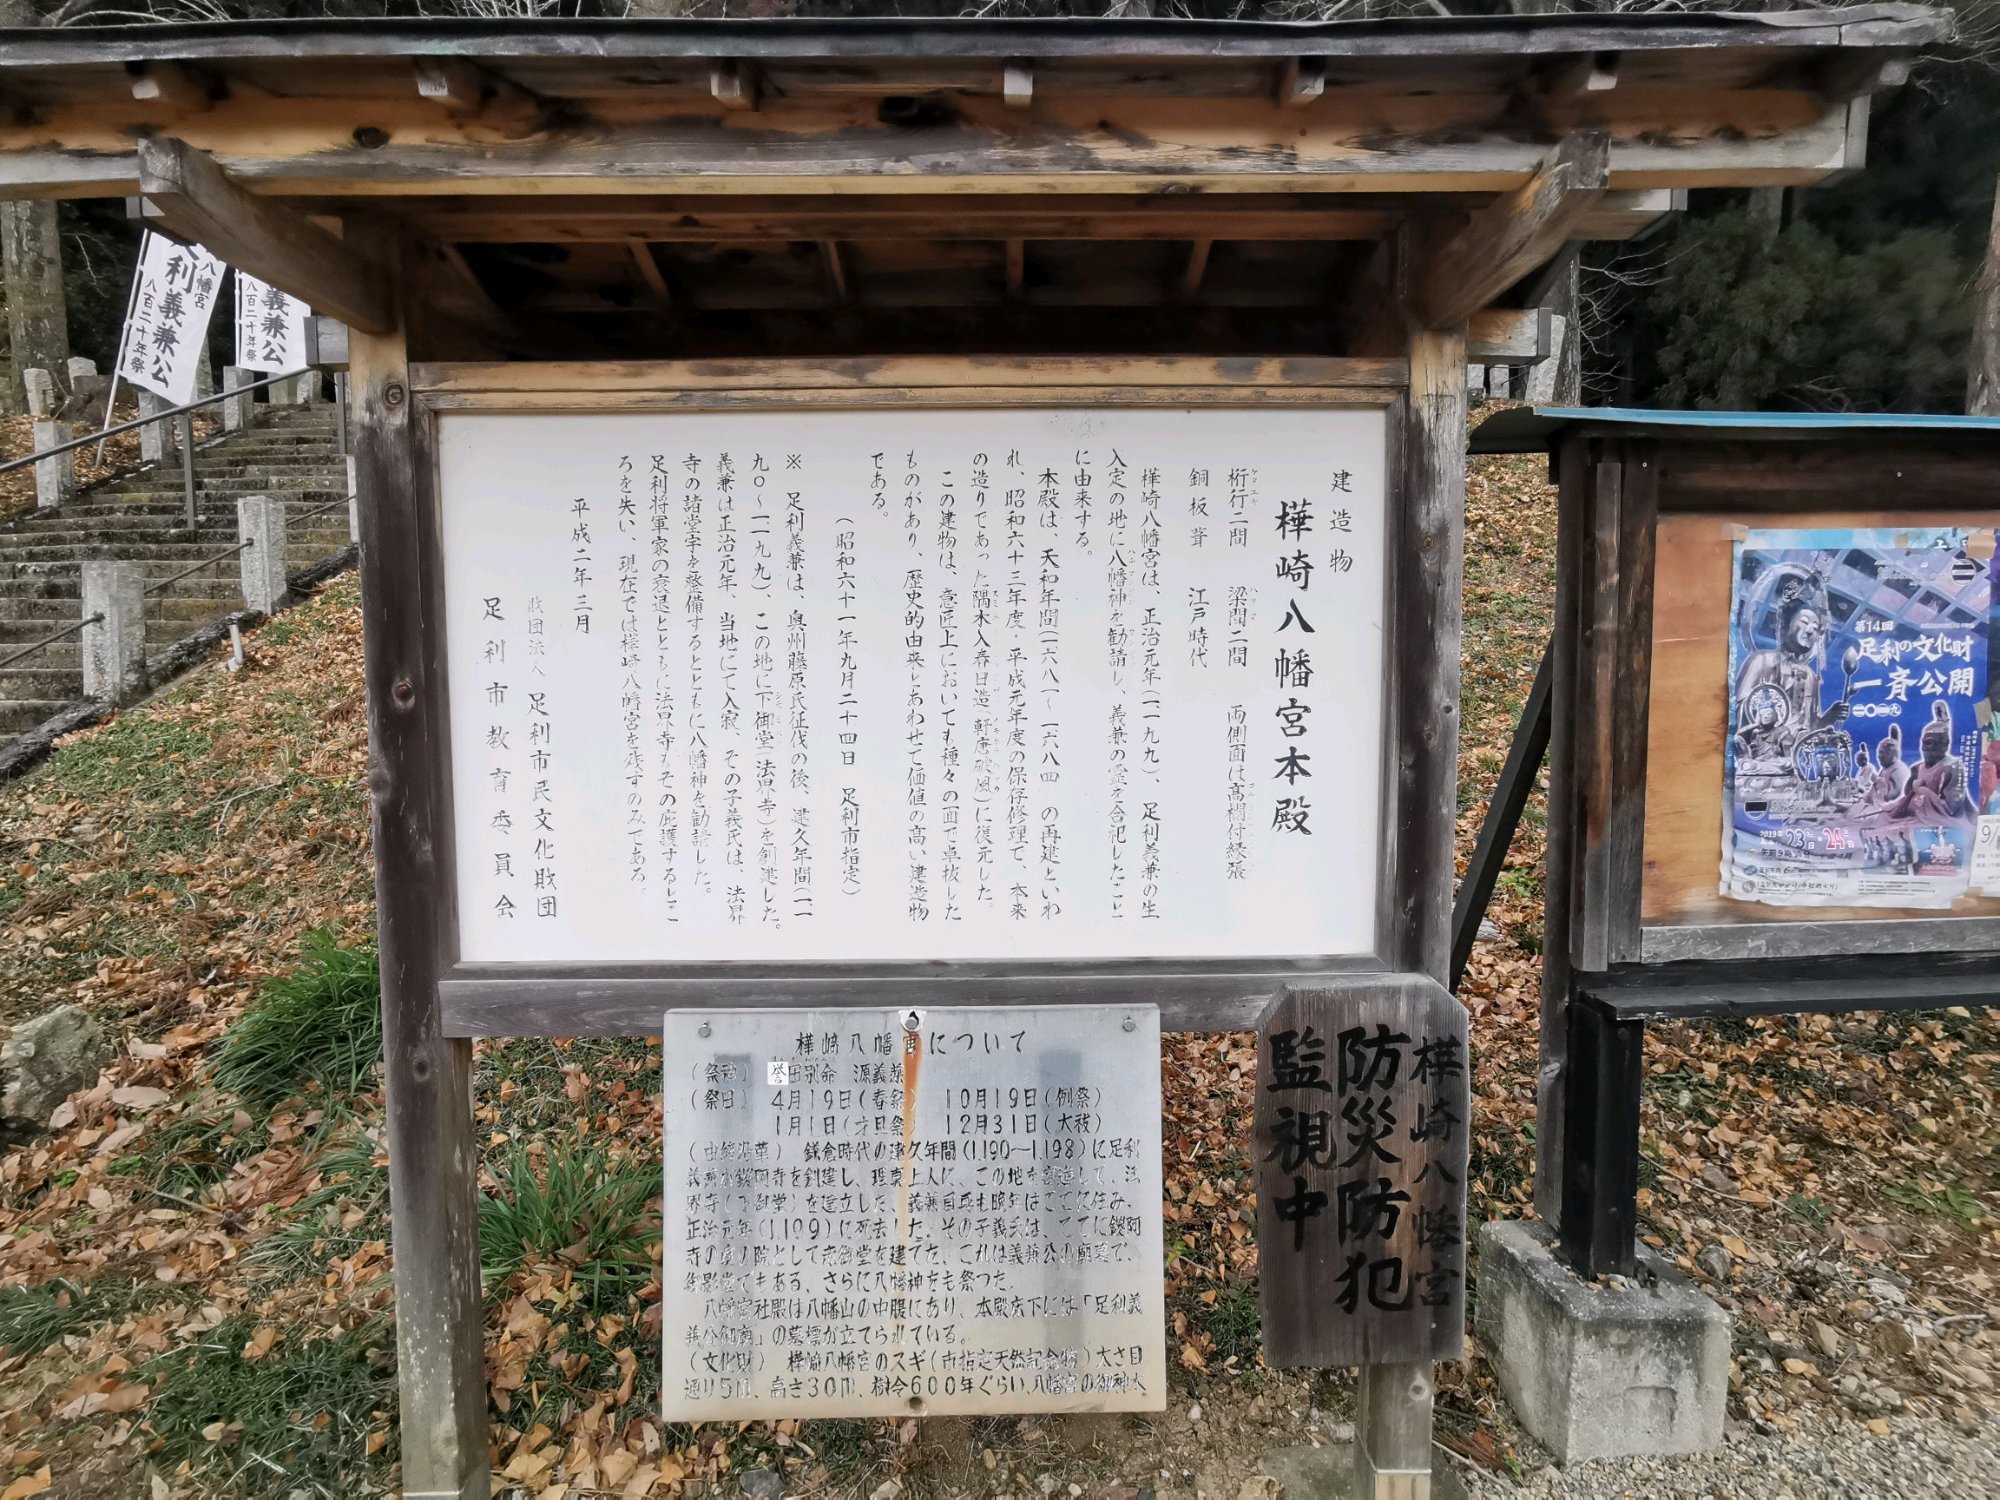 建造物
樺崎八幡宮本殿
桁行二間　梁間二間　両側面は高欄付縁張
銅板葺　江戸時代
樺崎八幡宮は、正治元年(一一九九)、足利義兼の生
入定の地に八幡神を勧請し、義兼の霊を合祀したこと
に由来する。
本殿は、天和年間(一六八一〜一六八四)の再建といわ
れ、昭和六十三年度・平成元年度の保存修理で、本来
の造りであった隅木入春日造(軒唐破風)に復元した。
この建物は、意匠上においても種々の面で卓抜した
ものがあり、歴史的由来とあわせて価値の高い建造物
である。
(昭和六十一年九月二十四日　足利市指定)
※　足利義兼は、奥州藤原氏征伐の後、建久年間(一一
九〇〜一一九九)、この地に下御堂(法界寺)を創建した。
義兼は正治元年、当地にて入寂、その子義氏は、法界
寺の諸堂宇を整備するとともに八幡神を勧請した。
足利将軍家の衰退とともに法界寺もその庇護するとこ
ろを失い、現在では樺崎八幡宮を残すのみである。
平成二年三月
財団法人　足利市民文化財団
足利市教育委員会
樺崎八幡宮について
(祭神)　誉田別命　源義兼
(祭日)　4月19日(春祭)　10月19日(例祭)
1月1日(才旦祭)　12月31日(大祓)
(由緒沿革)　鎌倉時代の建久年間(1,190―1,198)に足利
義兼が鑁阿寺を創建し、理真上人に、この地を寄進して、法
界寺(下御堂)を建立した、義兼自身も晩年はここに住み、
正治元年(1,199)に死去した。その子義氏は、ここに鑁阿
寺の奥の院として赤御堂を建てた、これは義兼公の廟墓で、
御影堂でもある、さらに八幡神をも祭つた。
八幡宮社殿は八幡山の中腹にあり、本殿床下には「足利義
義今御廟」の墓標が立てられている。
(文化財)　樺崎八幡宮のスギ(市指定天然記念物)太さ目
通り5m、高さ30m、樹令600年ぐらい、八幡宮の御神木
樺崎八幡宮
防災防犯
監視中
八幡宮
利義兼公
八百二十年祭
義兼公
八百二十年祭
第14回
足利の文化財
一斉公開
二〇一九
2019年
23
24